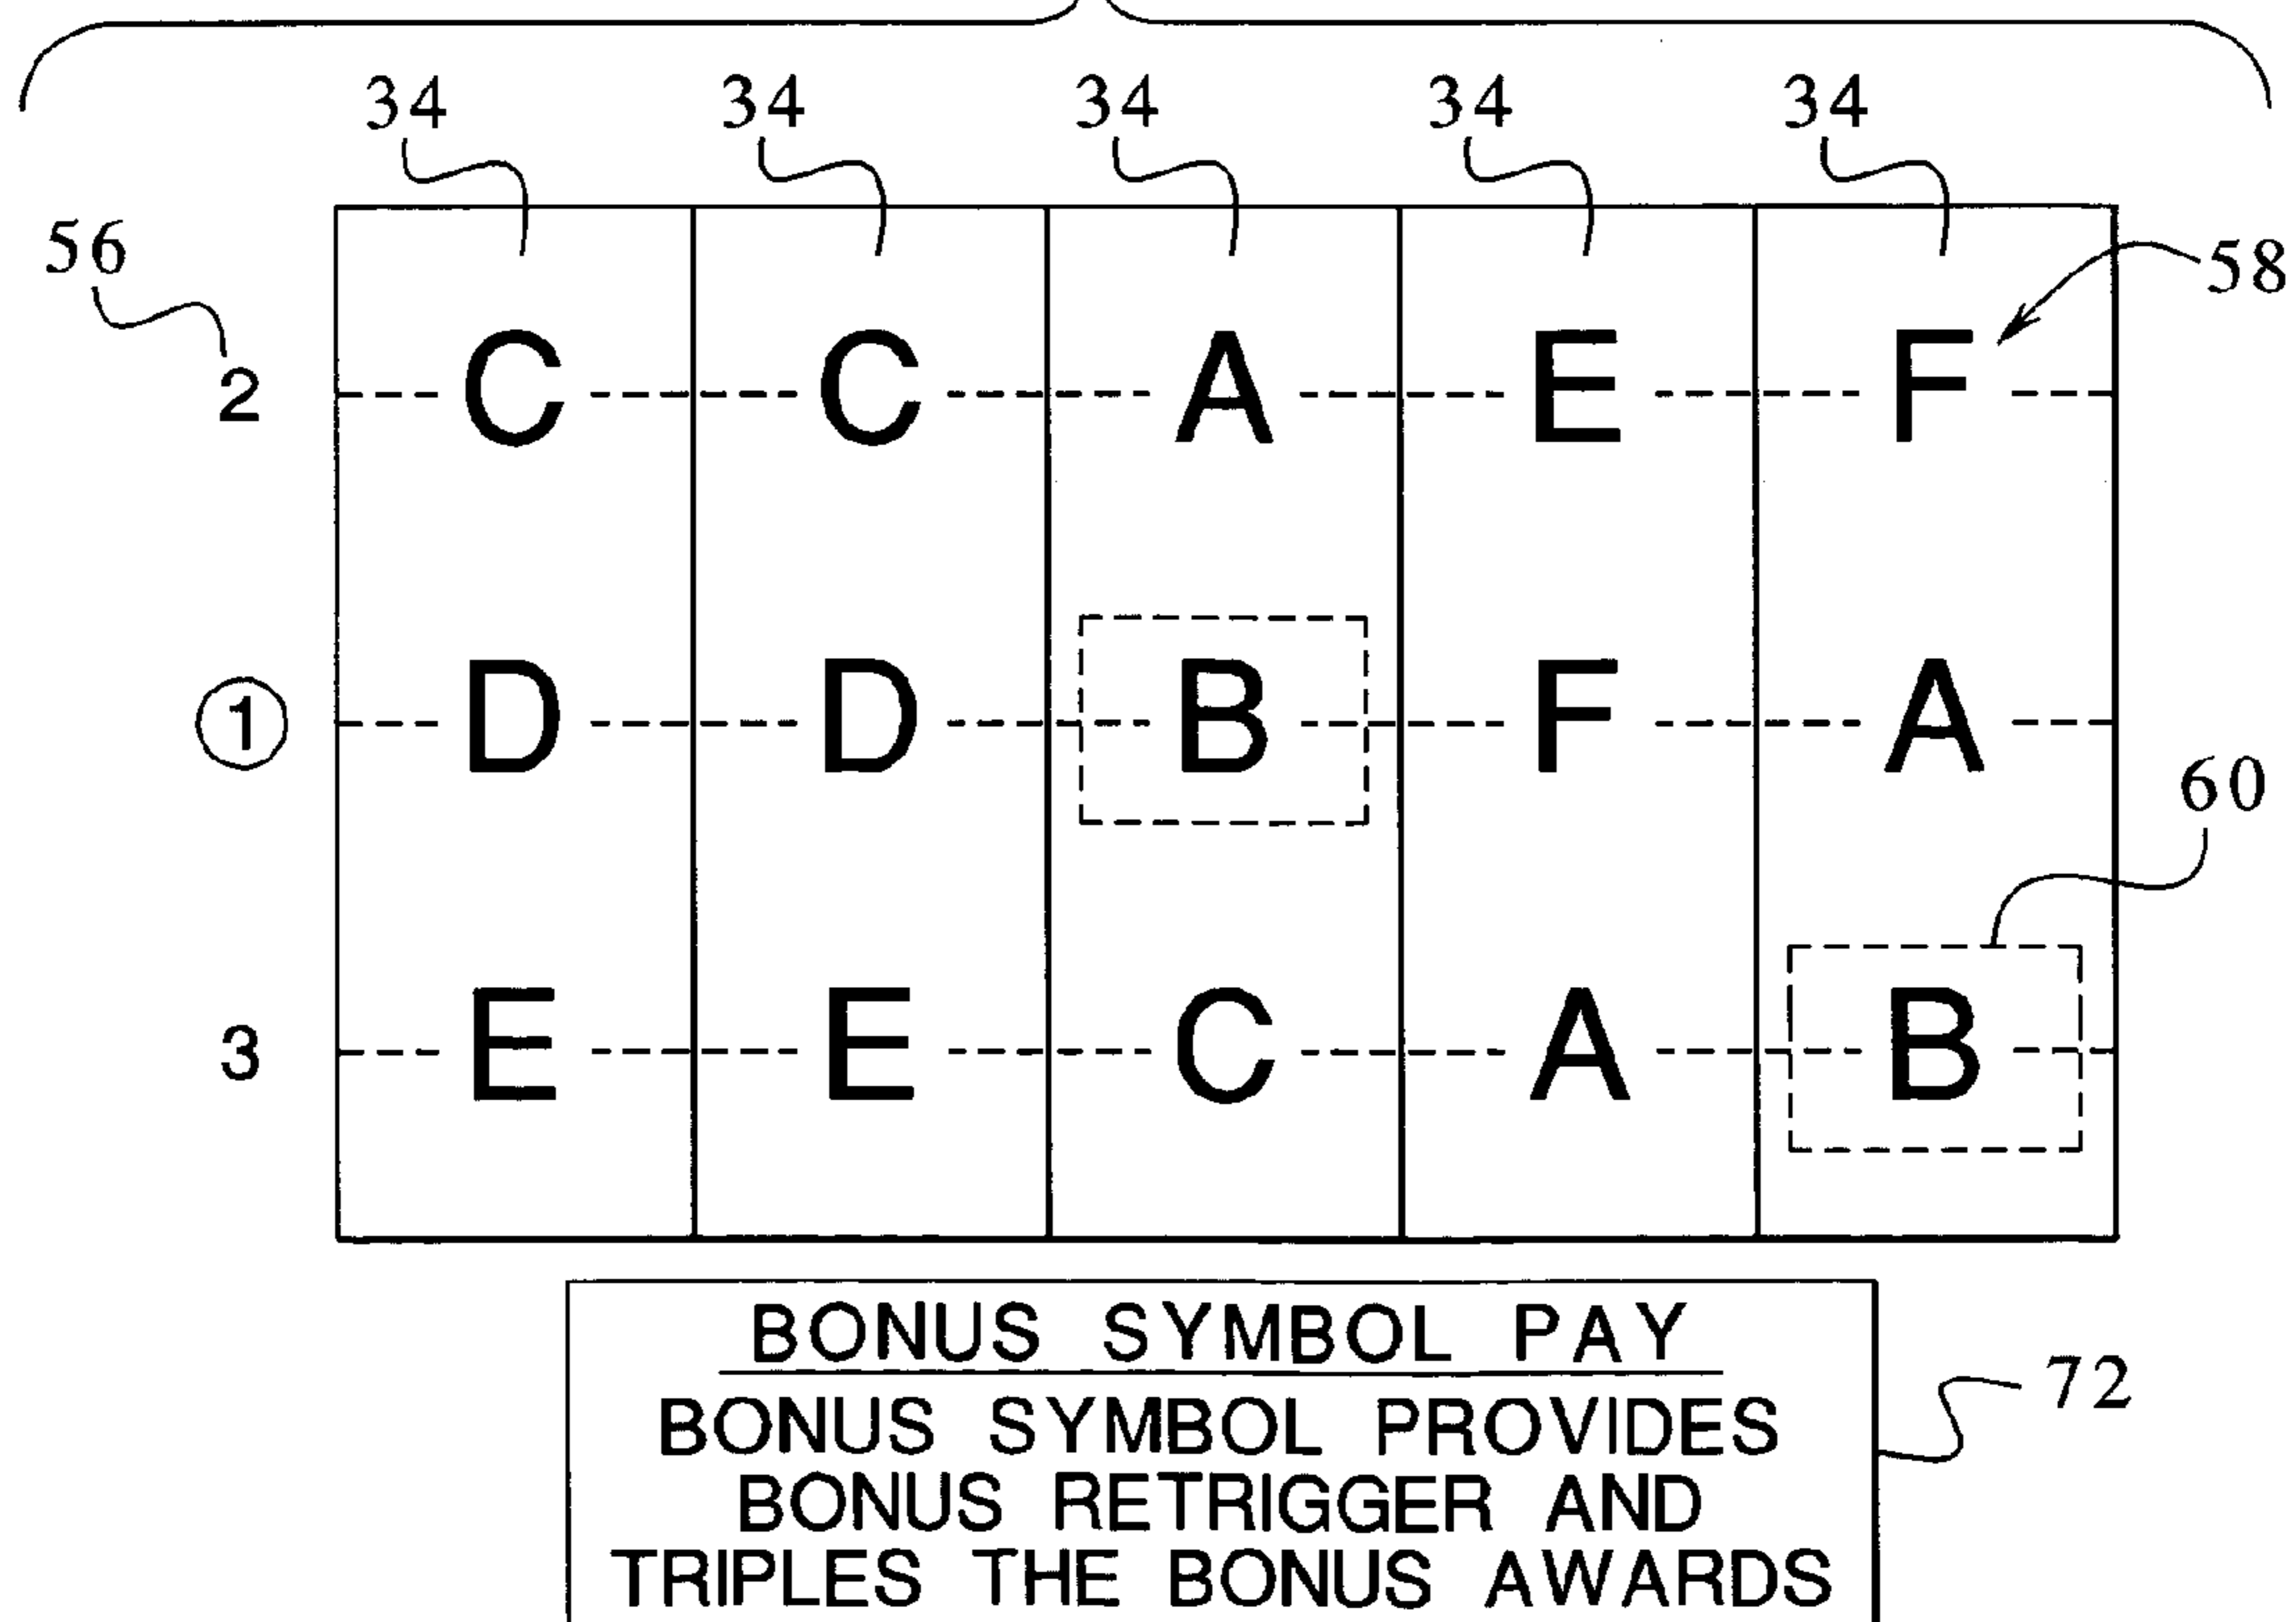 34 34 34 34 34
56
58
2 C C A E F
1 D D B F A
60
3 E E C A B
BONUS SYMBOL PAY
72
BONUS SYMBOL PROVIDES
BONUS RETRIGGER AND
TRIPLES THE BONUS AWARDS